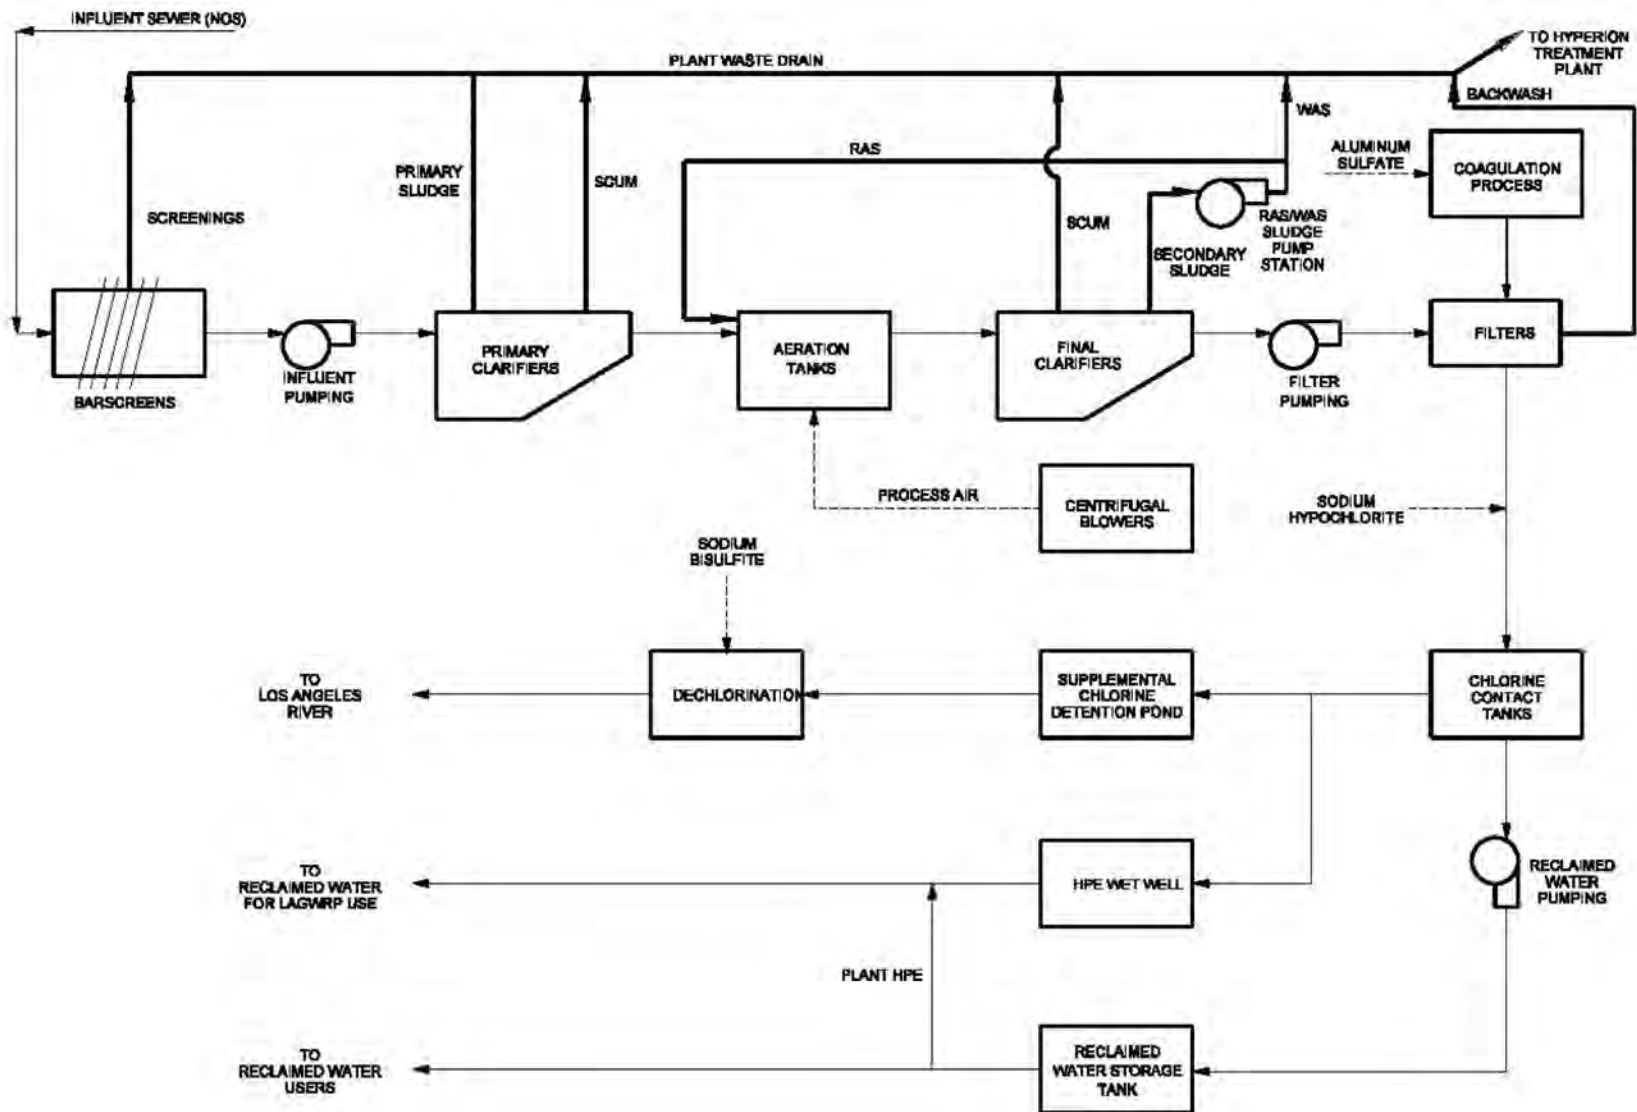 INFLUENT SEWER (NOS)
TO HYPERION
TREATMENT
PLANT
PLANT WASTE DRAIN
BACKWASH
WAS
RAS
ALUMINUM
SULFATE
COAGULATION
PROCESS
PRIMARY
SLUDGE
SCUM
SCREENINGS
SCUM
RAS/WAS
SLUDGE
PUMP
STATION
SECONDARY
SLUDGE
BARSCREENS
INFLUENT
PUMPING
PRIMARY
CLARIFIERS
AERATION
TANKS
FINAL
CLARIFIERS
FILTER
PUMPING
FILTERS
PROCESS AIR
CENTRIFUGAL
BLOWERS
SODIUM
HYPOCHLORITE
SODIUM
BISULFITE
TO
LOS ANGELES
RIVER
DECHLORINATION
SUPPLEMENTAL
CHLORINE
DETENTION POND
CHLORINE
CONTACT
TANKS
TO
RECLAIMED WATER
FOR LAGWRP USE
HPE WET WELL
RECLAIMED
WATER
PUMPING
PLANT HPE
TO
RECLAIMED WATER
USERS
RECLAIMED
WATER STORAGE
TANK